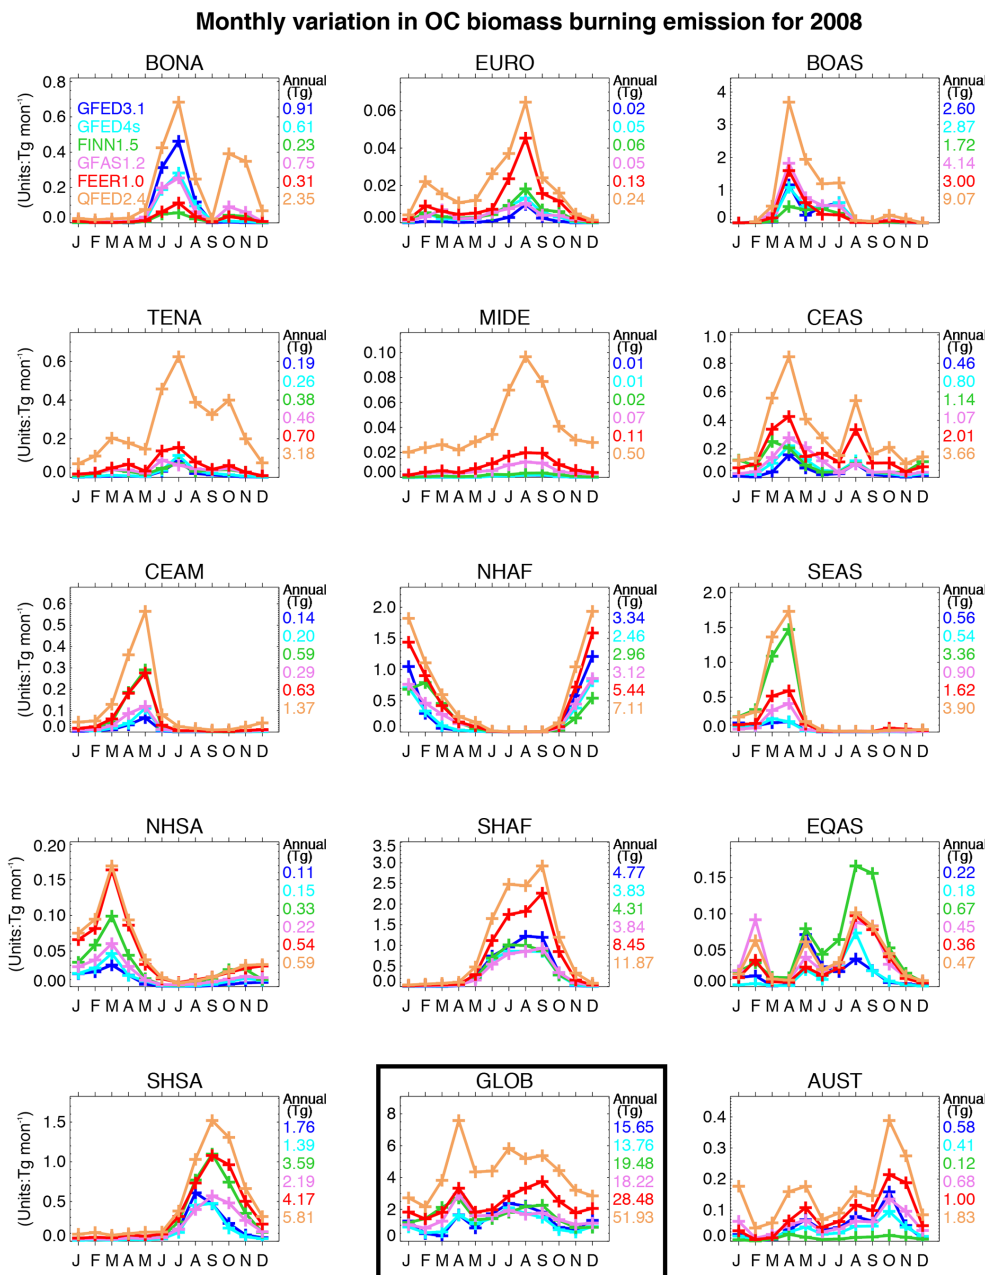 Monthly variation in OC biomass burning emission for 2008
BONA
(Units:Tg mon⁻¹)
0.8
0.6
0.4
0.2
0.0
GFED3.1
GFED4s
FINN1.5
GFAS1.2
FEER1.0
QFED2.4
J F M A M J J A S O N D
Annual
(Tg)
0.91
0.61
0.23
0.75
0.31
2.35
EURO
0.06
0.04
0.02
0.00
J F M A M J J A S O N D
Annual
(Tg)
0.02
0.05
0.06
0.05
0.13
0.24
BOAS
4
3
2
1
0
J F M A M J J A S O N D
Annual
(Tg)
2.60
2.87
1.72
4.14
3.00
9.07
TENA
(Units:Tg mon⁻¹)
0.6
0.4
0.2
0.0
J F M A M J J A S O N D
Annual
(Tg)
0.19
0.26
0.38
0.46
0.70
3.18
MIDE
0.10
0.08
0.06
0.04
0.02
0.00
J F M A M J J A S O N D
Annual
(Tg)
0.01
0.01
0.02
0.07
0.11
0.50
CEAS
1.0
0.8
0.6
0.4
0.2
0.0
J F M A M J J A S O N D
Annual
(Tg)
0.46
0.80
1.14
1.07
2.01
3.66
CEAM
(Units:Tg mon⁻¹)
0.6
0.5
0.4
0.3
0.2
0.1
0.0
J F M A M J J A S O N D
Annual
(Tg)
0.14
0.20
0.59
0.29
0.63
1.37
NHAF
2.0
1.5
1.0
0.5
0.0
J F M A M J J A S O N D
Annual
(Tg)
3.34
2.46
2.96
3.12
5.44
7.11
SEAS
2.0
1.5
1.0
0.5
0.0
J F M A M J J A S O N D
Annual
(Tg)
0.56
0.54
3.36
0.90
1.62
3.90
NHSA
(Units:Tg mon⁻¹)
0.20
0.15
0.10
0.05
0.00
J F M A M J J A S O N D
Annual
(Tg)
0.11
0.15
0.33
0.22
0.54
0.59
SHAF
3.5
3.0
2.5
2.0
1.5
1.0
0.5
0.0
J F M A M J J A S O N D
Annual
(Tg)
4.77
3.83
4.31
3.84
8.45
11.87
EQAS
0.15
0.10
0.05
0.00
J F M A M J J A S O N D
Annual
(Tg)
0.22
0.18
0.67
0.45
0.36
0.47
SHSA
(Units:Tg mon⁻¹)
1.5
1.0
0.5
0.0
J F M A M J J A S O N D
Annual
(Tg)
1.76
1.39
3.59
2.19
4.17
5.81
GLOB
8
6
4
2
0
J F M A M J J A S O N D
Annual
(Tg)
15.65
13.76
19.48
18.22
28.48
51.93
AUST
0.4
0.3
0.2
0.1
0.0
J F M A M J J A S O N D
Annual
(Tg)
0.58
0.41
0.12
0.68
1.00
1.83